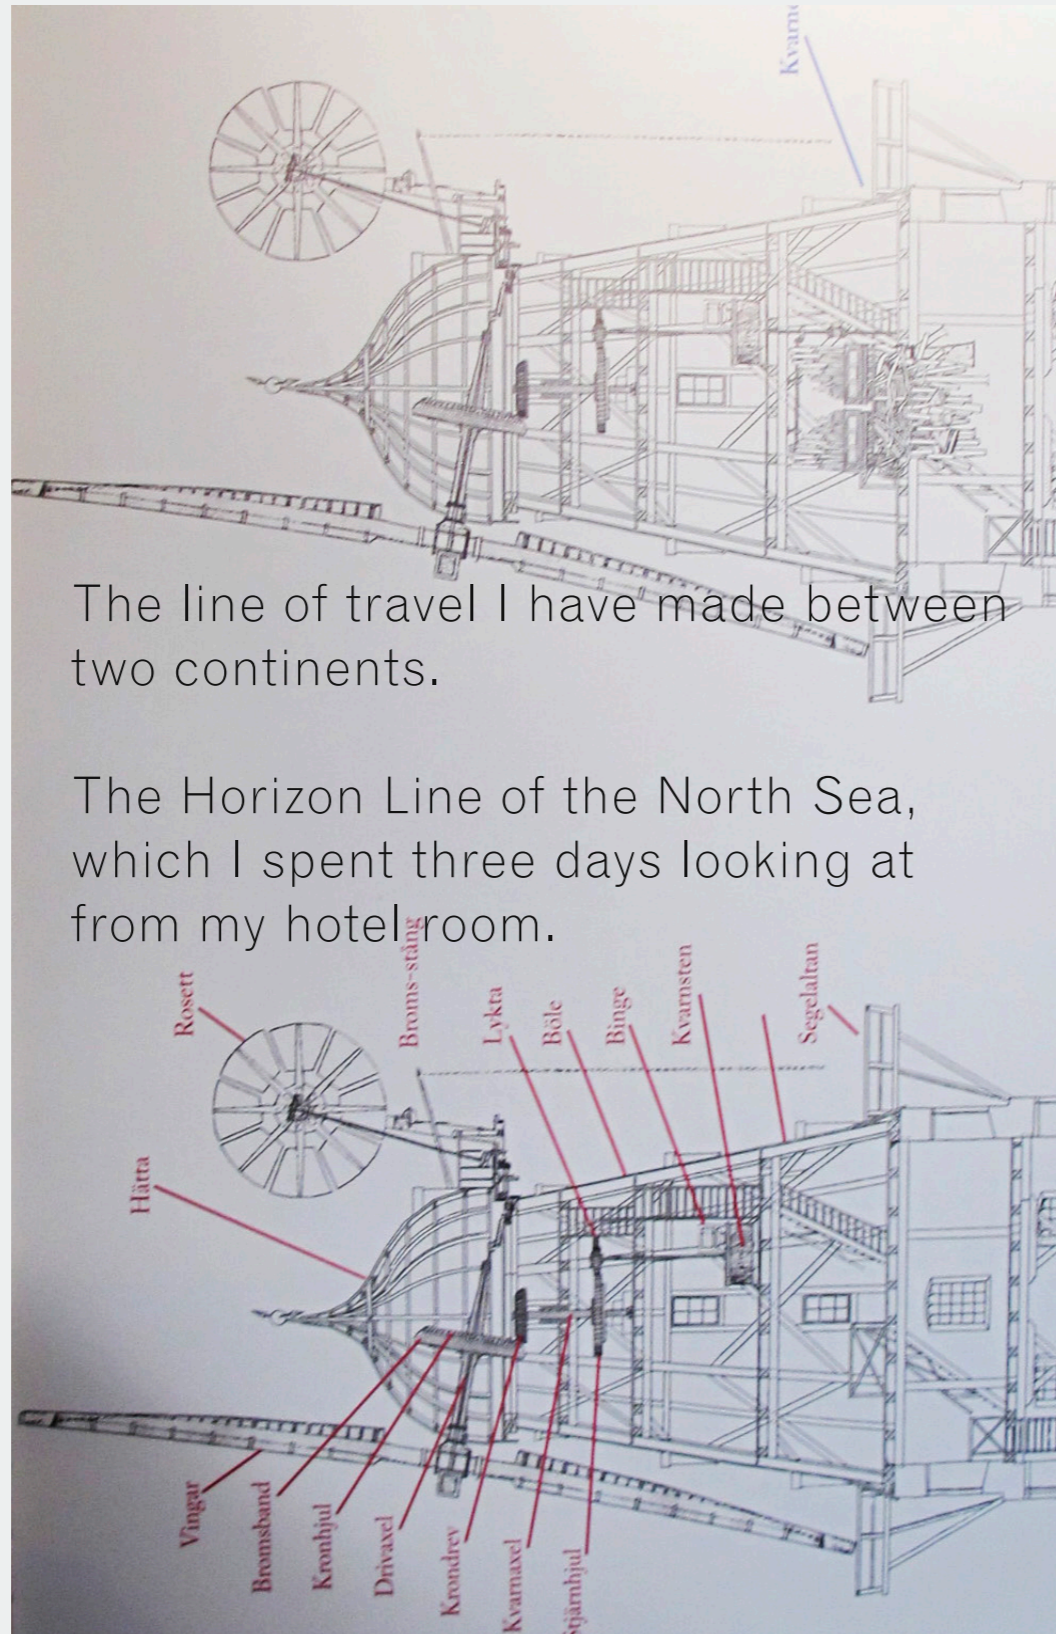 Kvarn
The line of travel I have made between
two continents.
The Horizon Line of the North Sea,
which I spent three days looking at
from my hotel room.
Rosett
Broms-stång
Lykta
Böle
Binge
Kvarnsten
Segelaltan
Hätta
Vingar
Bromsband
Kronhjul
Drivaxel
Krondrev
Kvarnaxel
Stjärnhjul